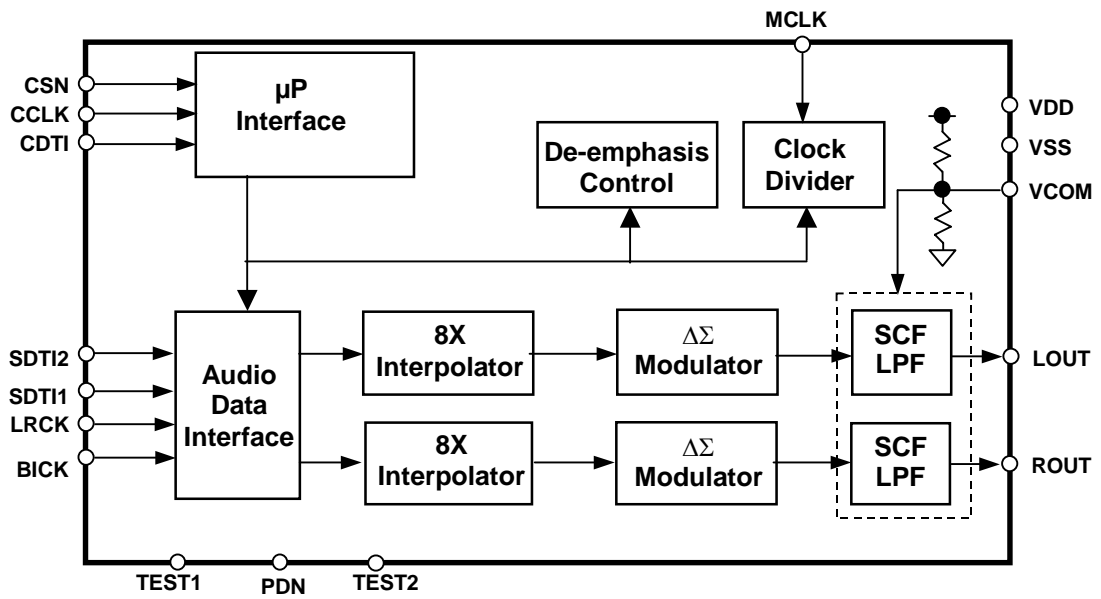 MCLK
CSN
CCLK
CDTI
µP
Interface
De-emphasis
Control
Clock
Divider
VDD
VSS
VCOM
SDTI2
SDTI1
LRCK
BICK
Audio
Data
Interface
8X
Interpolator
ΔΣ
Modulator
SCF
LPF
LOUT
8X
Interpolator
ΔΣ
Modulator
SCF
LPF
ROUT
TEST1
PDN
TEST2